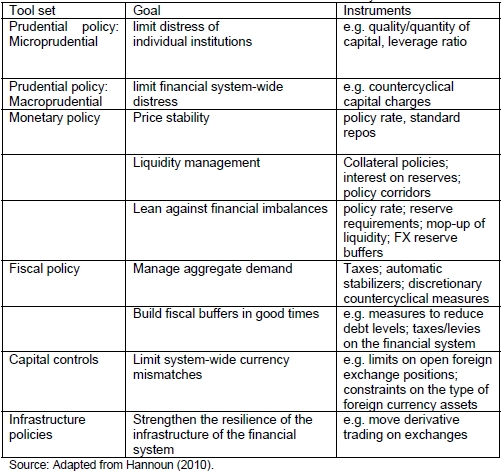 Tool set Goal Instruments
Prudential policy: limit distress of e.g. quality/quantity of
Microprudential individual institutions capital, leverage ratio
Prudential policy: limit financial system-wide e.g. countercyclical
Macroprudential distress capital charges
Monetary policy Price stability policy rate, standard
repos
Liquidity management Collateral policies;
interest on reserves;
policy corridors
Lean against financial imbalances policy rate; reserve
requirements; mop-up of
liquidity; FX reserve
buffers
Fiscal policy Manage aggregate demand Taxes; automatic
stabilizers; discretionary
countercyclical measures
Build fiscal buffers in good times e.g. measures to reduce
debt levels; taxes/levies
on the financial system
Capital controls Limit system-wide currency e.g. limits on open foreign
mismatches exchange positions;
constraints on the type of
foreign currency assets
Infrastructure Strengthen the resilience of the e.g. move derivative
policies infrastructure of the financial trading on exchanges
system
Source: Adapted from Hannoun (2010).